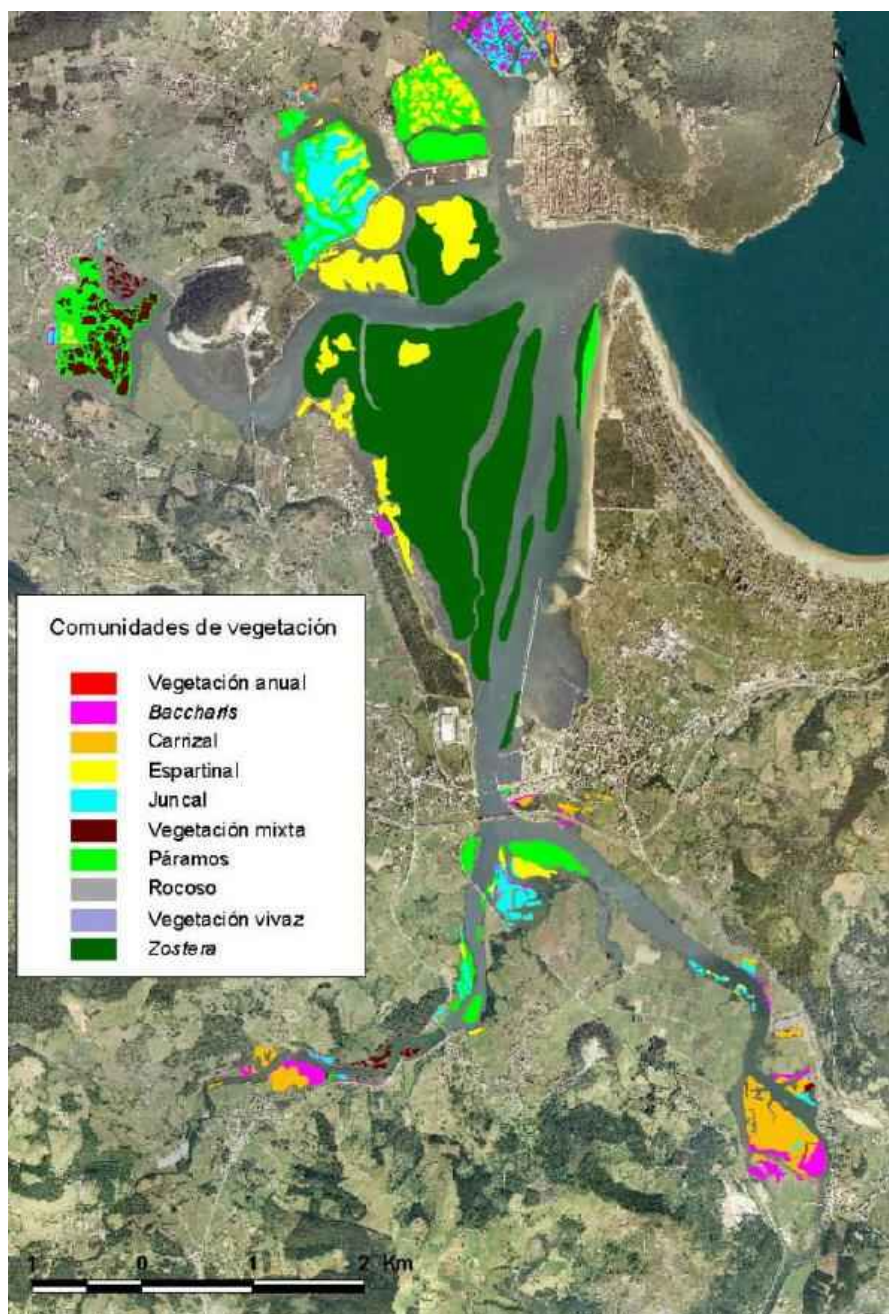 N
Comunidades de vegetación
Vegetación anual
Baccharis
Carrizal
Espartinal
Juncal
Vegetación mixta
Páramos
Rocoso
Vegetación vivaz
Zostera
1 0 1 2 Km